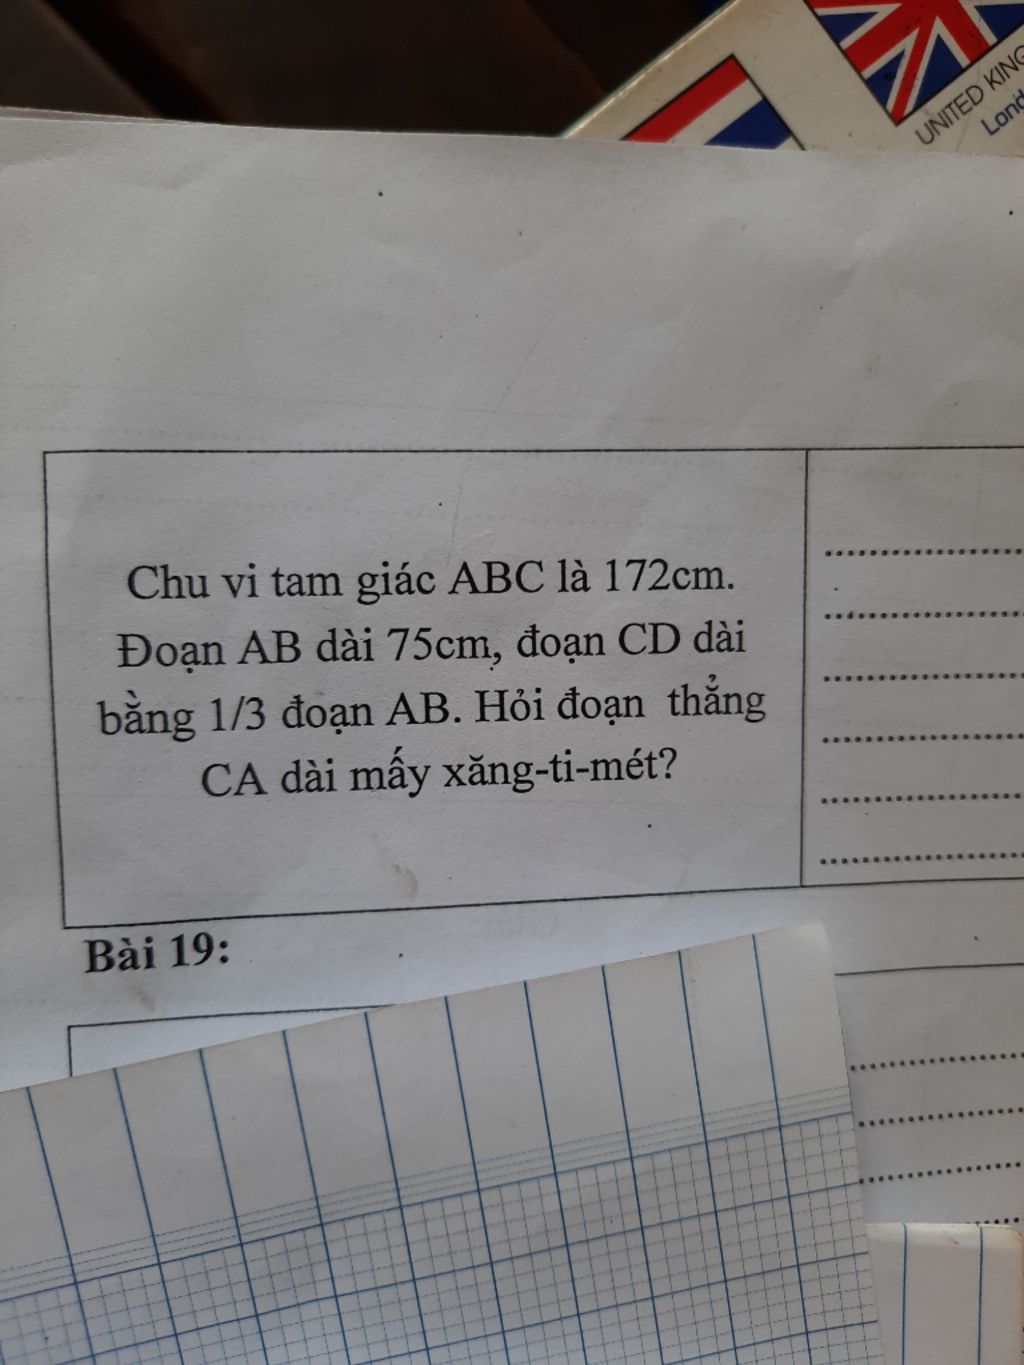 UNITED KING
Lond
Chu vi tam giác ABC là 172cm.
Đoạn AB dài 75cm, đoạn CD dài
bằng 1/3 đoạn AB. Hỏi đoạn thẳng
CA dài mấy xăng-ti-mét?
Bài 19: